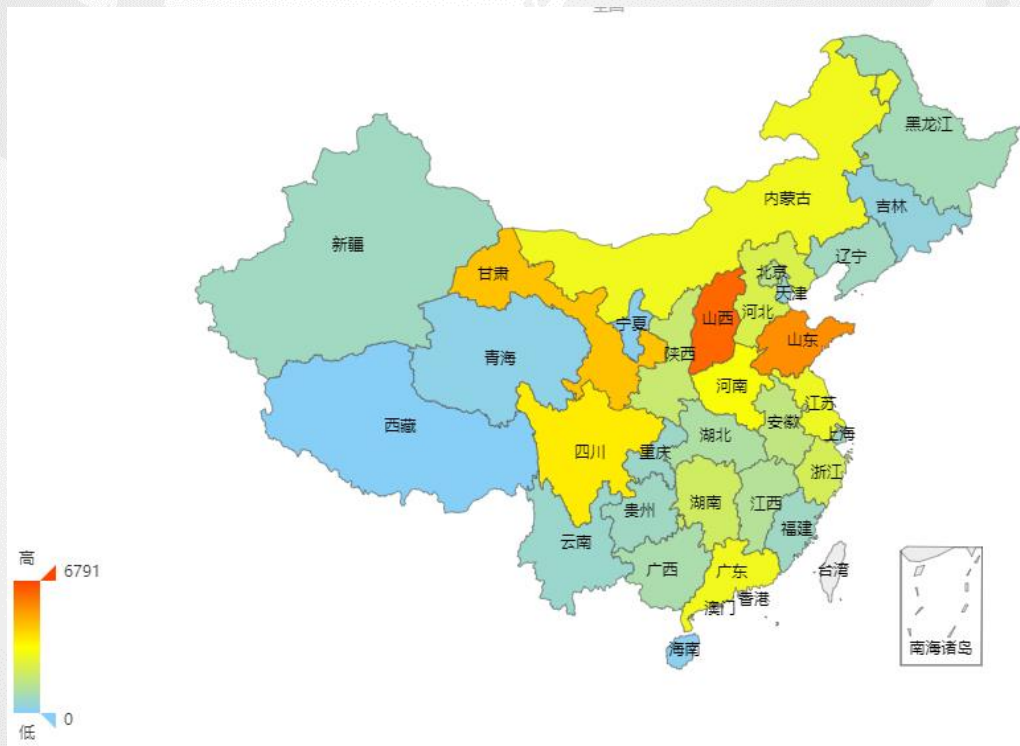 黑龙江
内蒙古
吉林
新疆
辽宁
甘肃
北京
天津
河北
宁夏
山西
山东
陕西
青海
河南
江苏
西藏
安徽
上海
四川
重庆
湖北
浙江
湖南
江西
贵州
福建
云南
广西
广东
台湾
香港
澳门
海南
南海诸岛
高
6791
0
低